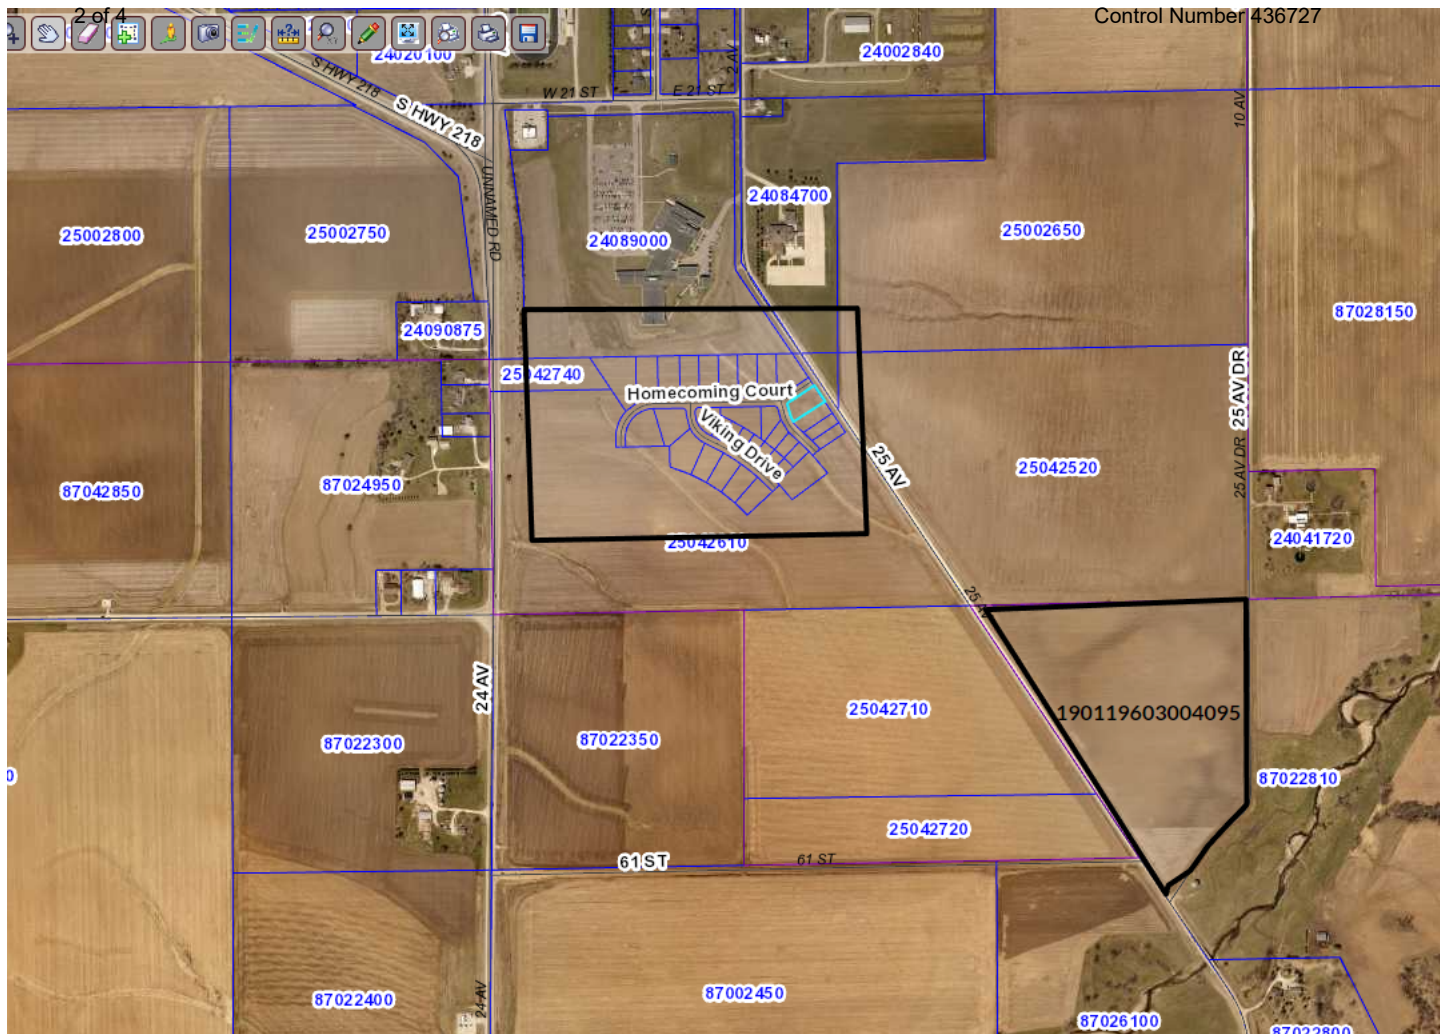 2 of 4
Control Number 436727
24020100
24002840
2 AV
S HWY 218
W 21 ST
E 21 ST
10 AV
S HWY 218
UNNAMED RD
24084700
25002800
25002750
24089000
25002650
87028150
24090875
25042740
25 AV DR
Homecoming Court
Viking Drive
25 AV
25 AV DR
87042850
87024950
25042520
25042610
24041720
25 AV
24 AV
25042710
190119603004095
87022300
87022350
87022810
25042720
61 ST
61 ST
87022400
24 AV
87002450
87026100
87022800